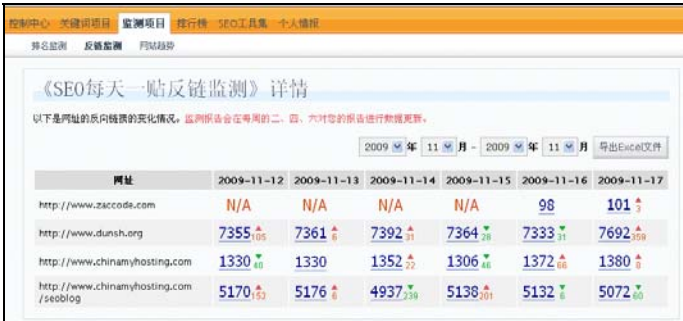 控制中心 关键词项目 监测项目 排行榜 SEO工具集 个人情报
排名监测 反链监测 网站趋势
《SEO每天一贴反链监测》详情
以下是网址的反向链接的变化情况。监测报告会在每周的二、四、六对您的报告进行数据更新。
2009 年 11 月 - 2009 年 11 月 导出Excel文件
网址 2009-11-12 2009-11-13 2009-11-14 2009-11-15 2009-11-16 2009-11-17
http://www.zaccode.com N/A N/A N/A N/A 98 101 3
http://www.dunsh.org 7355 105 7361 6 7392 31 7364 28 7333 31 7692 359
http://www.chinamyhosting.com 1330 40 1330 1352 22 1306 46 1372 66 1380 8
http://www.chinamyhosting.com
/seoblog 5170 153 5176 6 4937 239 5138 201 5132 6 5072 60